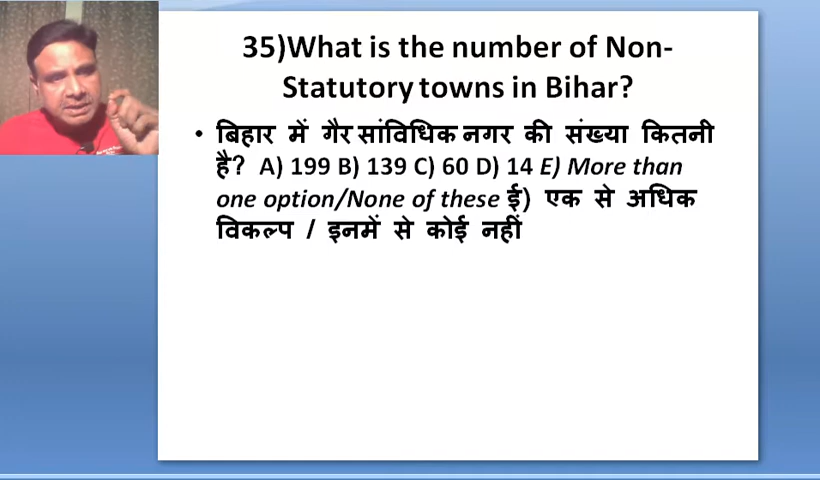 35)What is the number of Non-
Statutory towns in Bihar?
• बिहार में गैर सांविधिक नगर की संख्या कितनी
है? A) 199 B) 139 C) 60 D) 14 E) More than
one option/None of these ई) एक से अधिक
विकल्प / इनमें से कोई नहीं